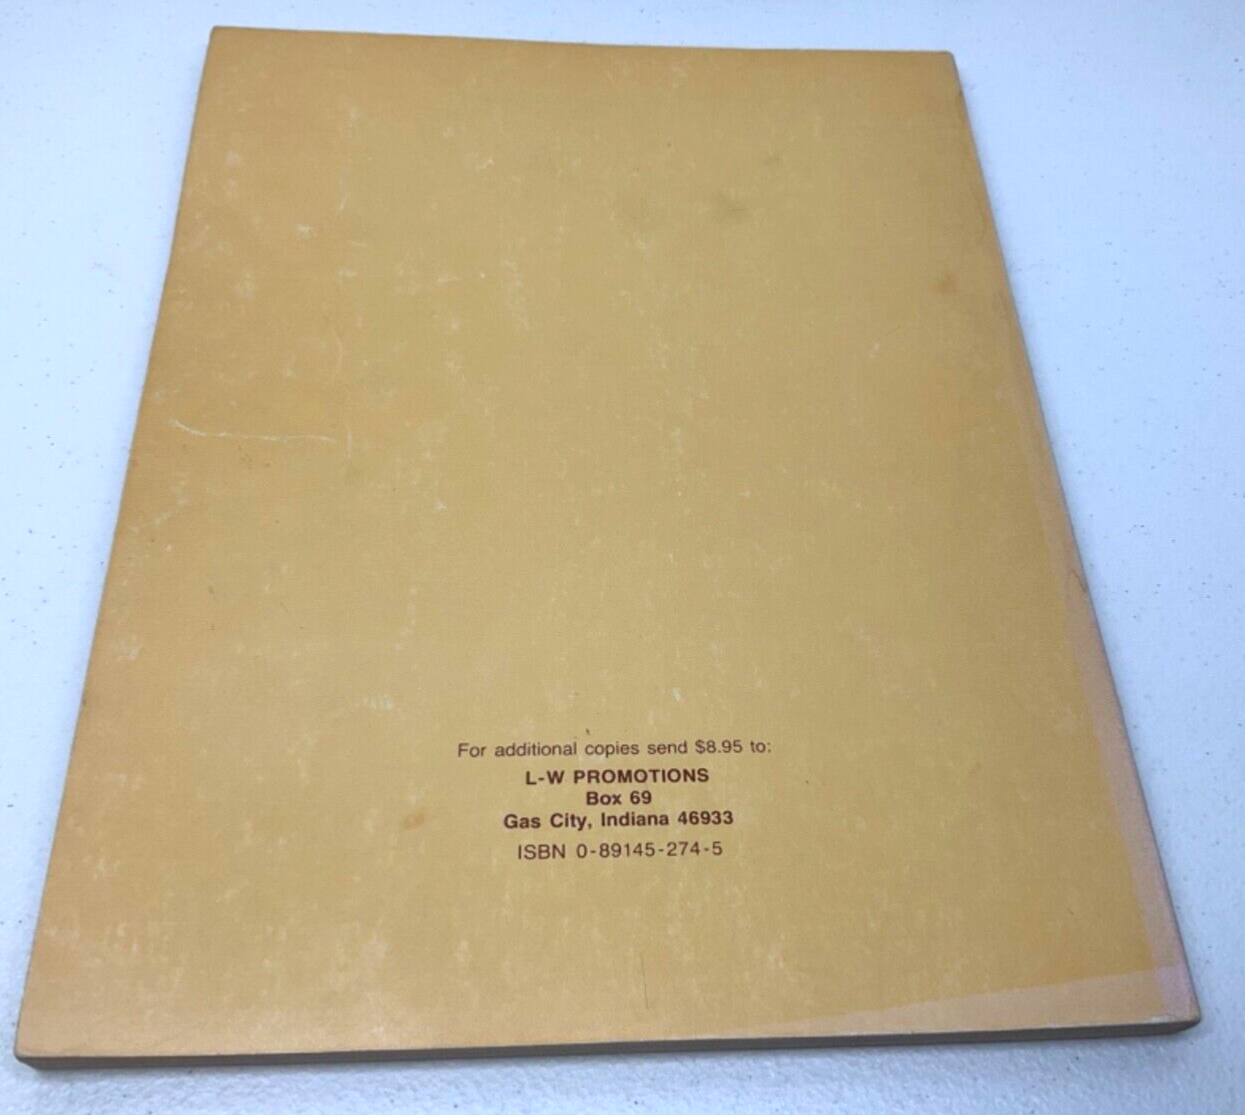 For additional copies send $8.95 to:
L-W PROMOTIONS
Box 69
Gas City, Indiana 46933
ISBN 0-89145-274-5